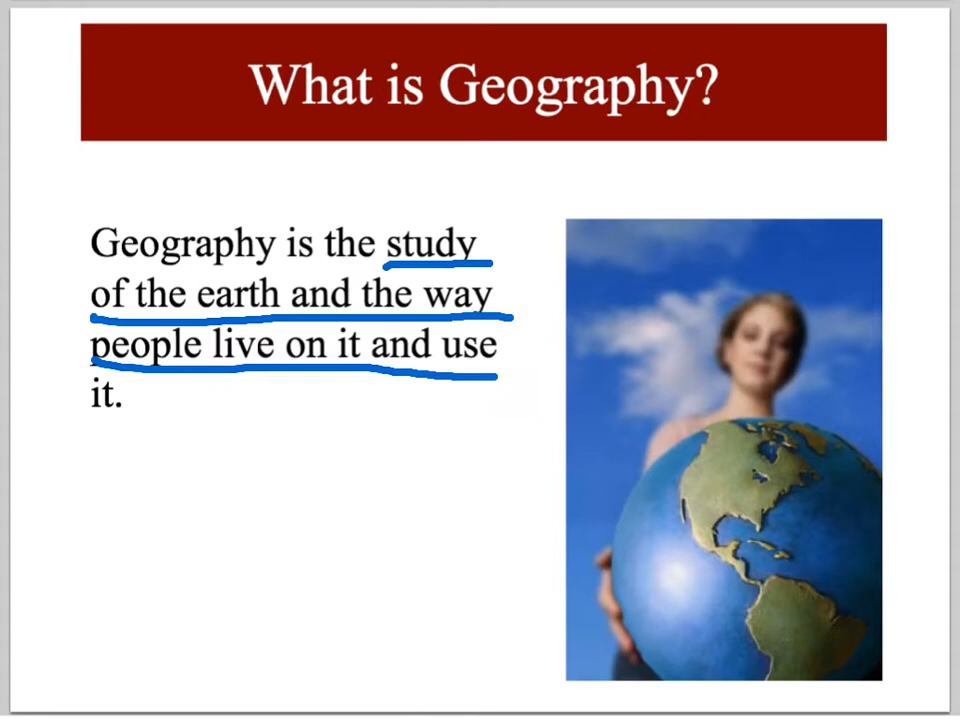 What is Geography?
Geography is the study
of the earth and the way
people live on it and use
it.